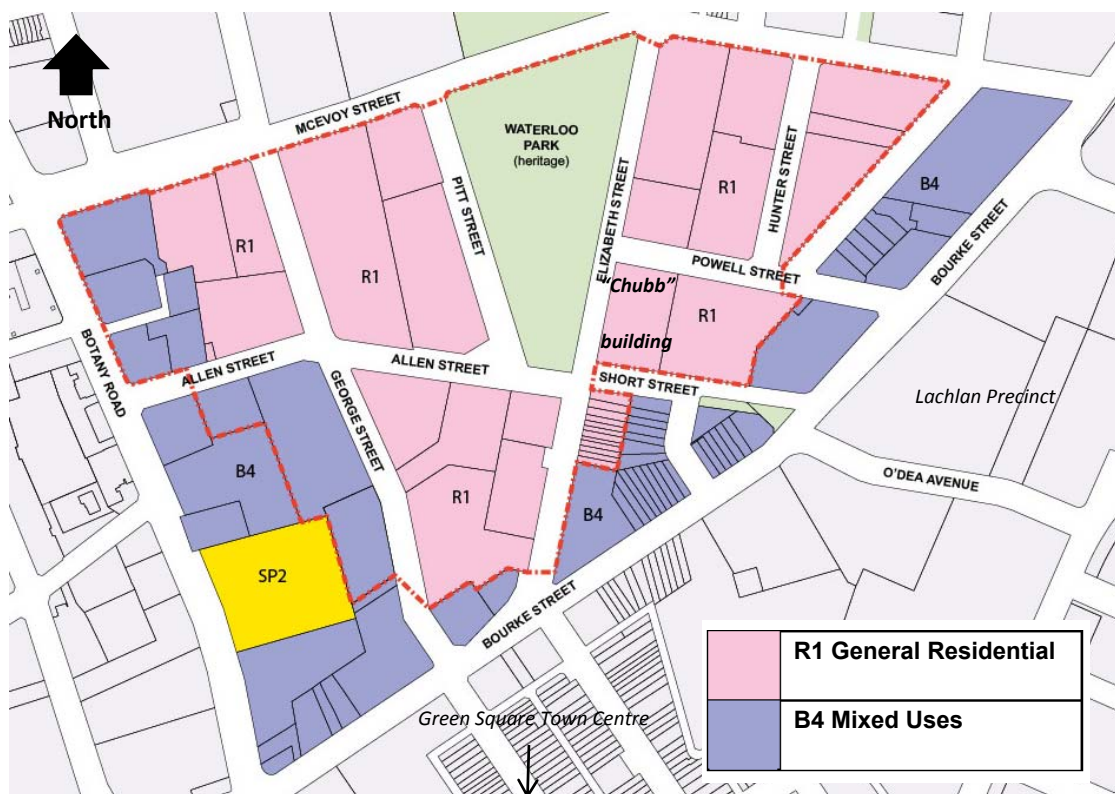 North
MCEVOY STREET
WATERLOO
PARK
(heritage)
PITT STREET
ELIZABETH STREET
HUNTER STREET
R1
B4
BOURKE STREET
R1
R1
POWELL STREET
"Chubb"
building
R1
BOTANY ROAD
ALLEN STREET
ALLEN STREET
SHORT STREET
GEORGE STREET
Lachlan Precinct
B4
R1
B4
O'DEA AVENUE
SP2
BOURKE STREET
Green Square Town Centre
R1 General Residential
B4 Mixed Uses